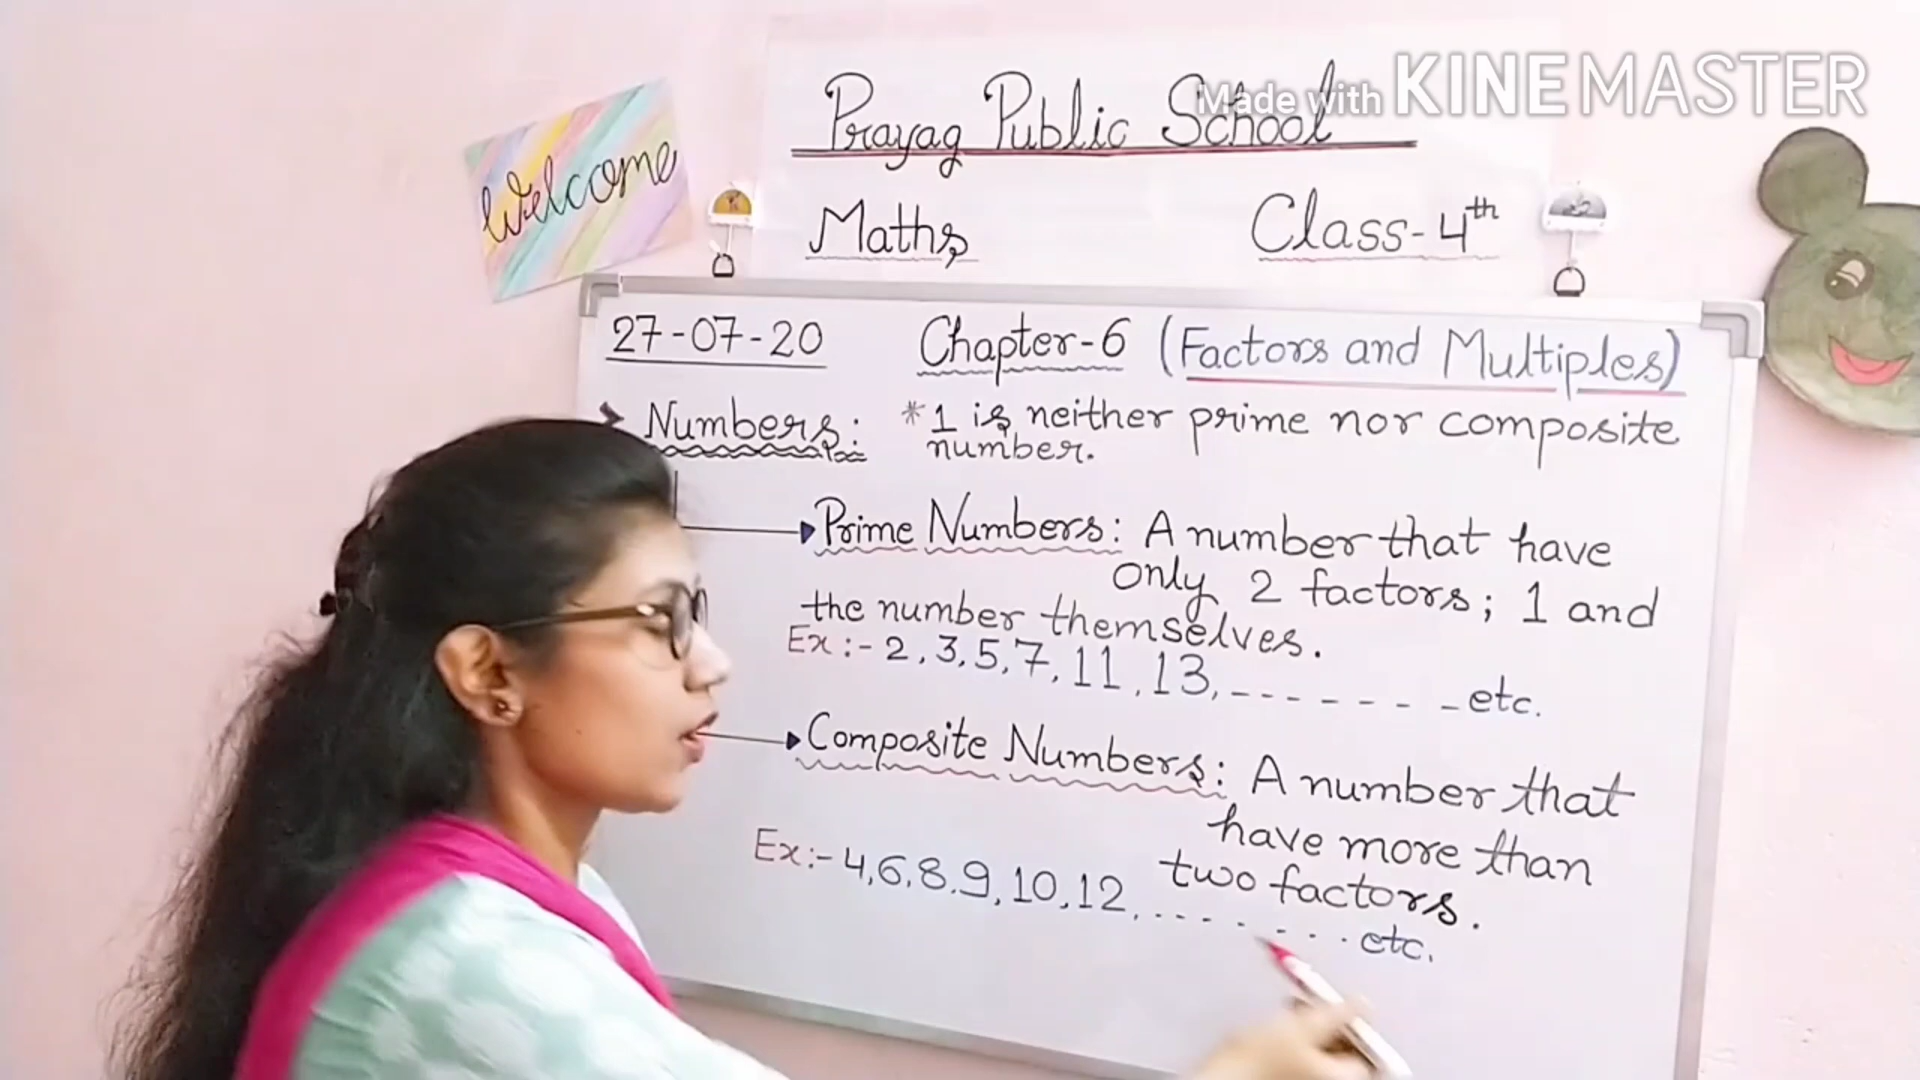 Made with KINEMASTER
Prayag Public School
Welcome
Maths
Class-4th
27-07-20
Chapter-6 (Factors and Multiples)
Numbers:
*1 is neither prime nor composite
number.
Prime Numbers: A number that have
only 2 factors; 1 and
the number themselves.
Ex:- 2, 3, 5, 7, 11, 13, - - - - - - - etc.
Composite Numbers: A number that
have more than
two factors.
Ex:- 4, 6, 8, 9, 10, 12, - - - - - - - - etc.